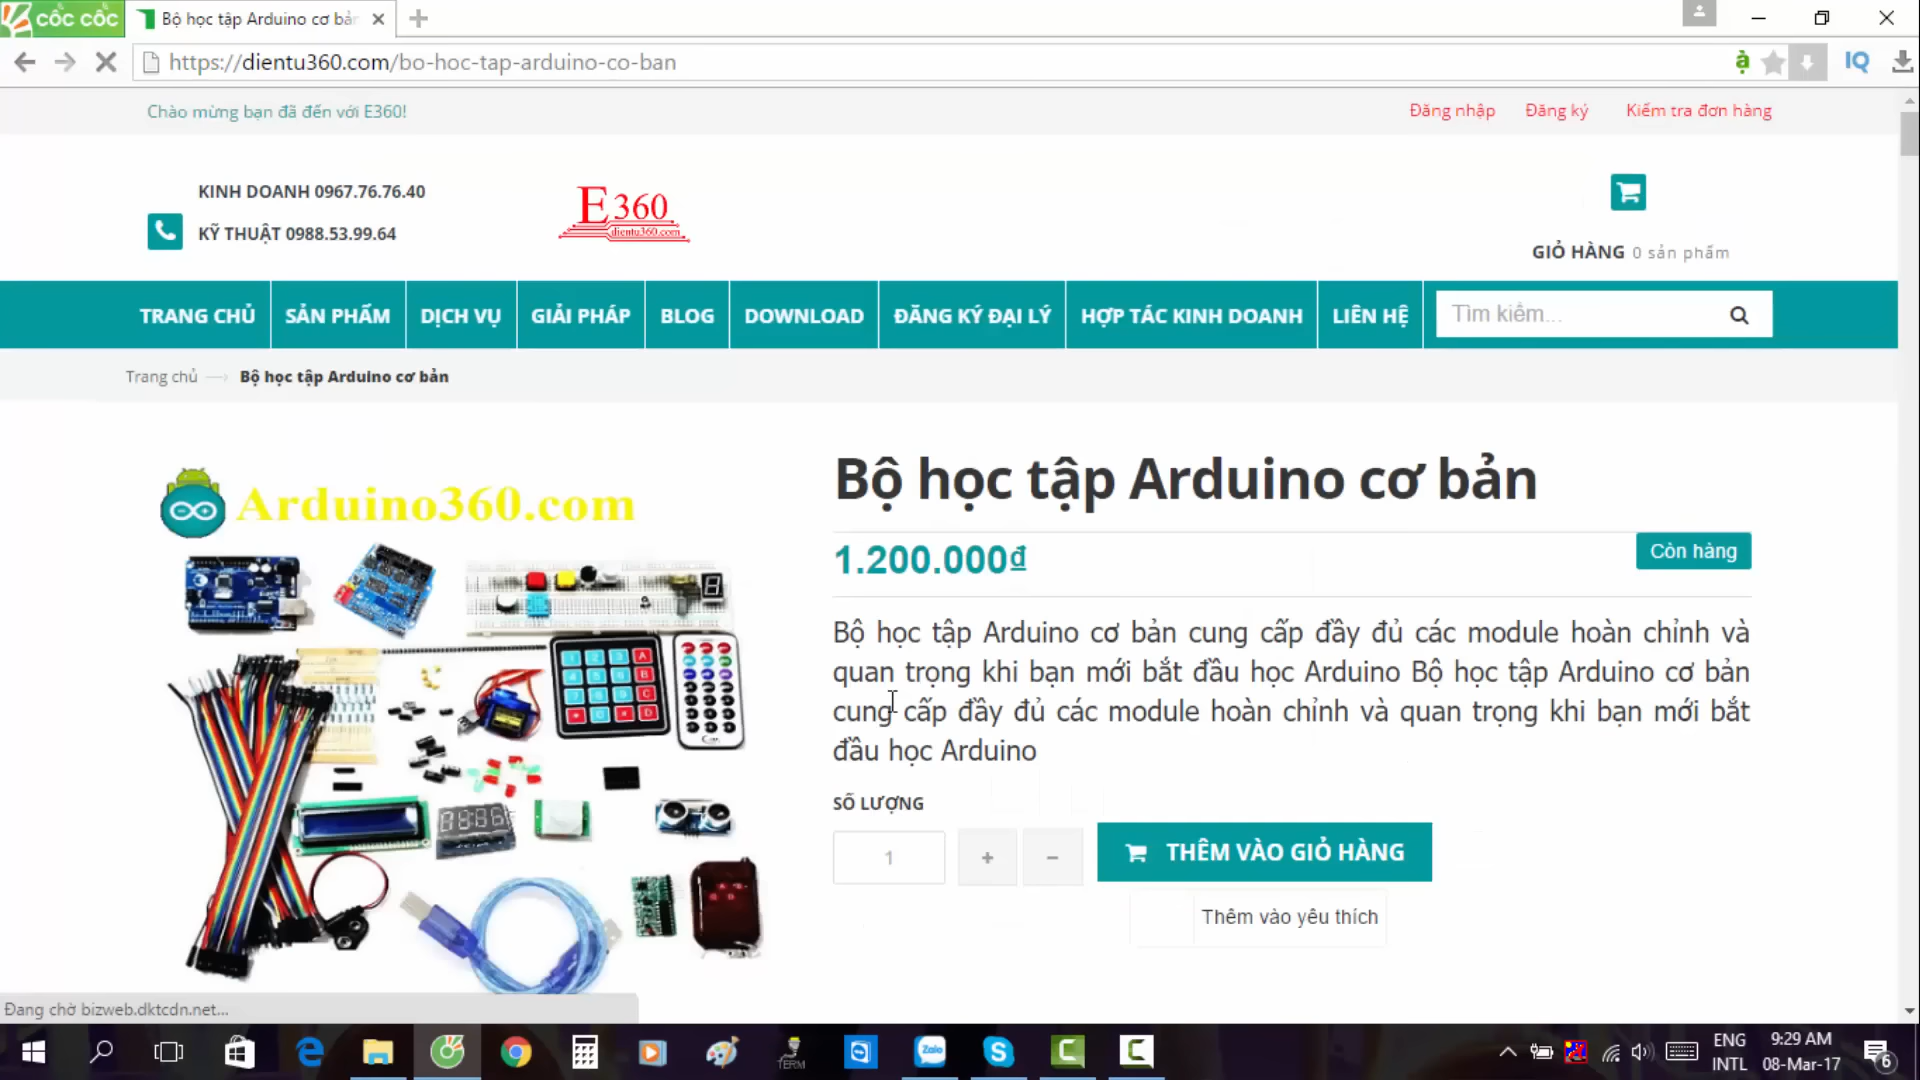 cốc cốc
Bộ học tập Arduino cơ bản
https://dientu360.com/bo-hoc-tap-arduino-co-ban
IQ
Chào mừng bạn đã đến với E360!
Đăng nhập
Đăng ký
Kiểm tra đơn hàng
KINH DOANH 0967.76.76.40
KỸ THUẬT 0988.53.99.64
E360
dientu360.com
GIỎ HÀNG 0 sản phẩm
TRANG CHỦ
SẢN PHẨM
DỊCH VỤ
GIẢI PHÁP
BLOG
DOWNLOAD
ĐĂNG KÝ ĐẠI LÝ
HỢP TÁC KINH DOANH
LIÊN HỆ
Tìm kiếm...
Trang chủ
Bộ học tập Arduino cơ bản
Arduino360.com
Bộ học tập Arduino cơ bản
1.200.000₫
Còn hàng
Bộ học tập Arduino cơ bản cung cấp đầy đủ các module hoàn chỉnh và
quan trọng khi bạn mới bắt đầu học Arduino Bộ học tập Arduino cơ bản
cung cấp đầy đủ các module hoàn chỉnh và quan trọng khi bạn mới bắt
đầu học Arduino
SỐ LƯỢNG
1
+
−
THÊM VÀO GIỎ HÀNG
Thêm vào yêu thích
Đang chờ bizweb.dktcdn.net...
TERM
Zalo
ENG
INTL
9:29 AM
08-Mar-17
6